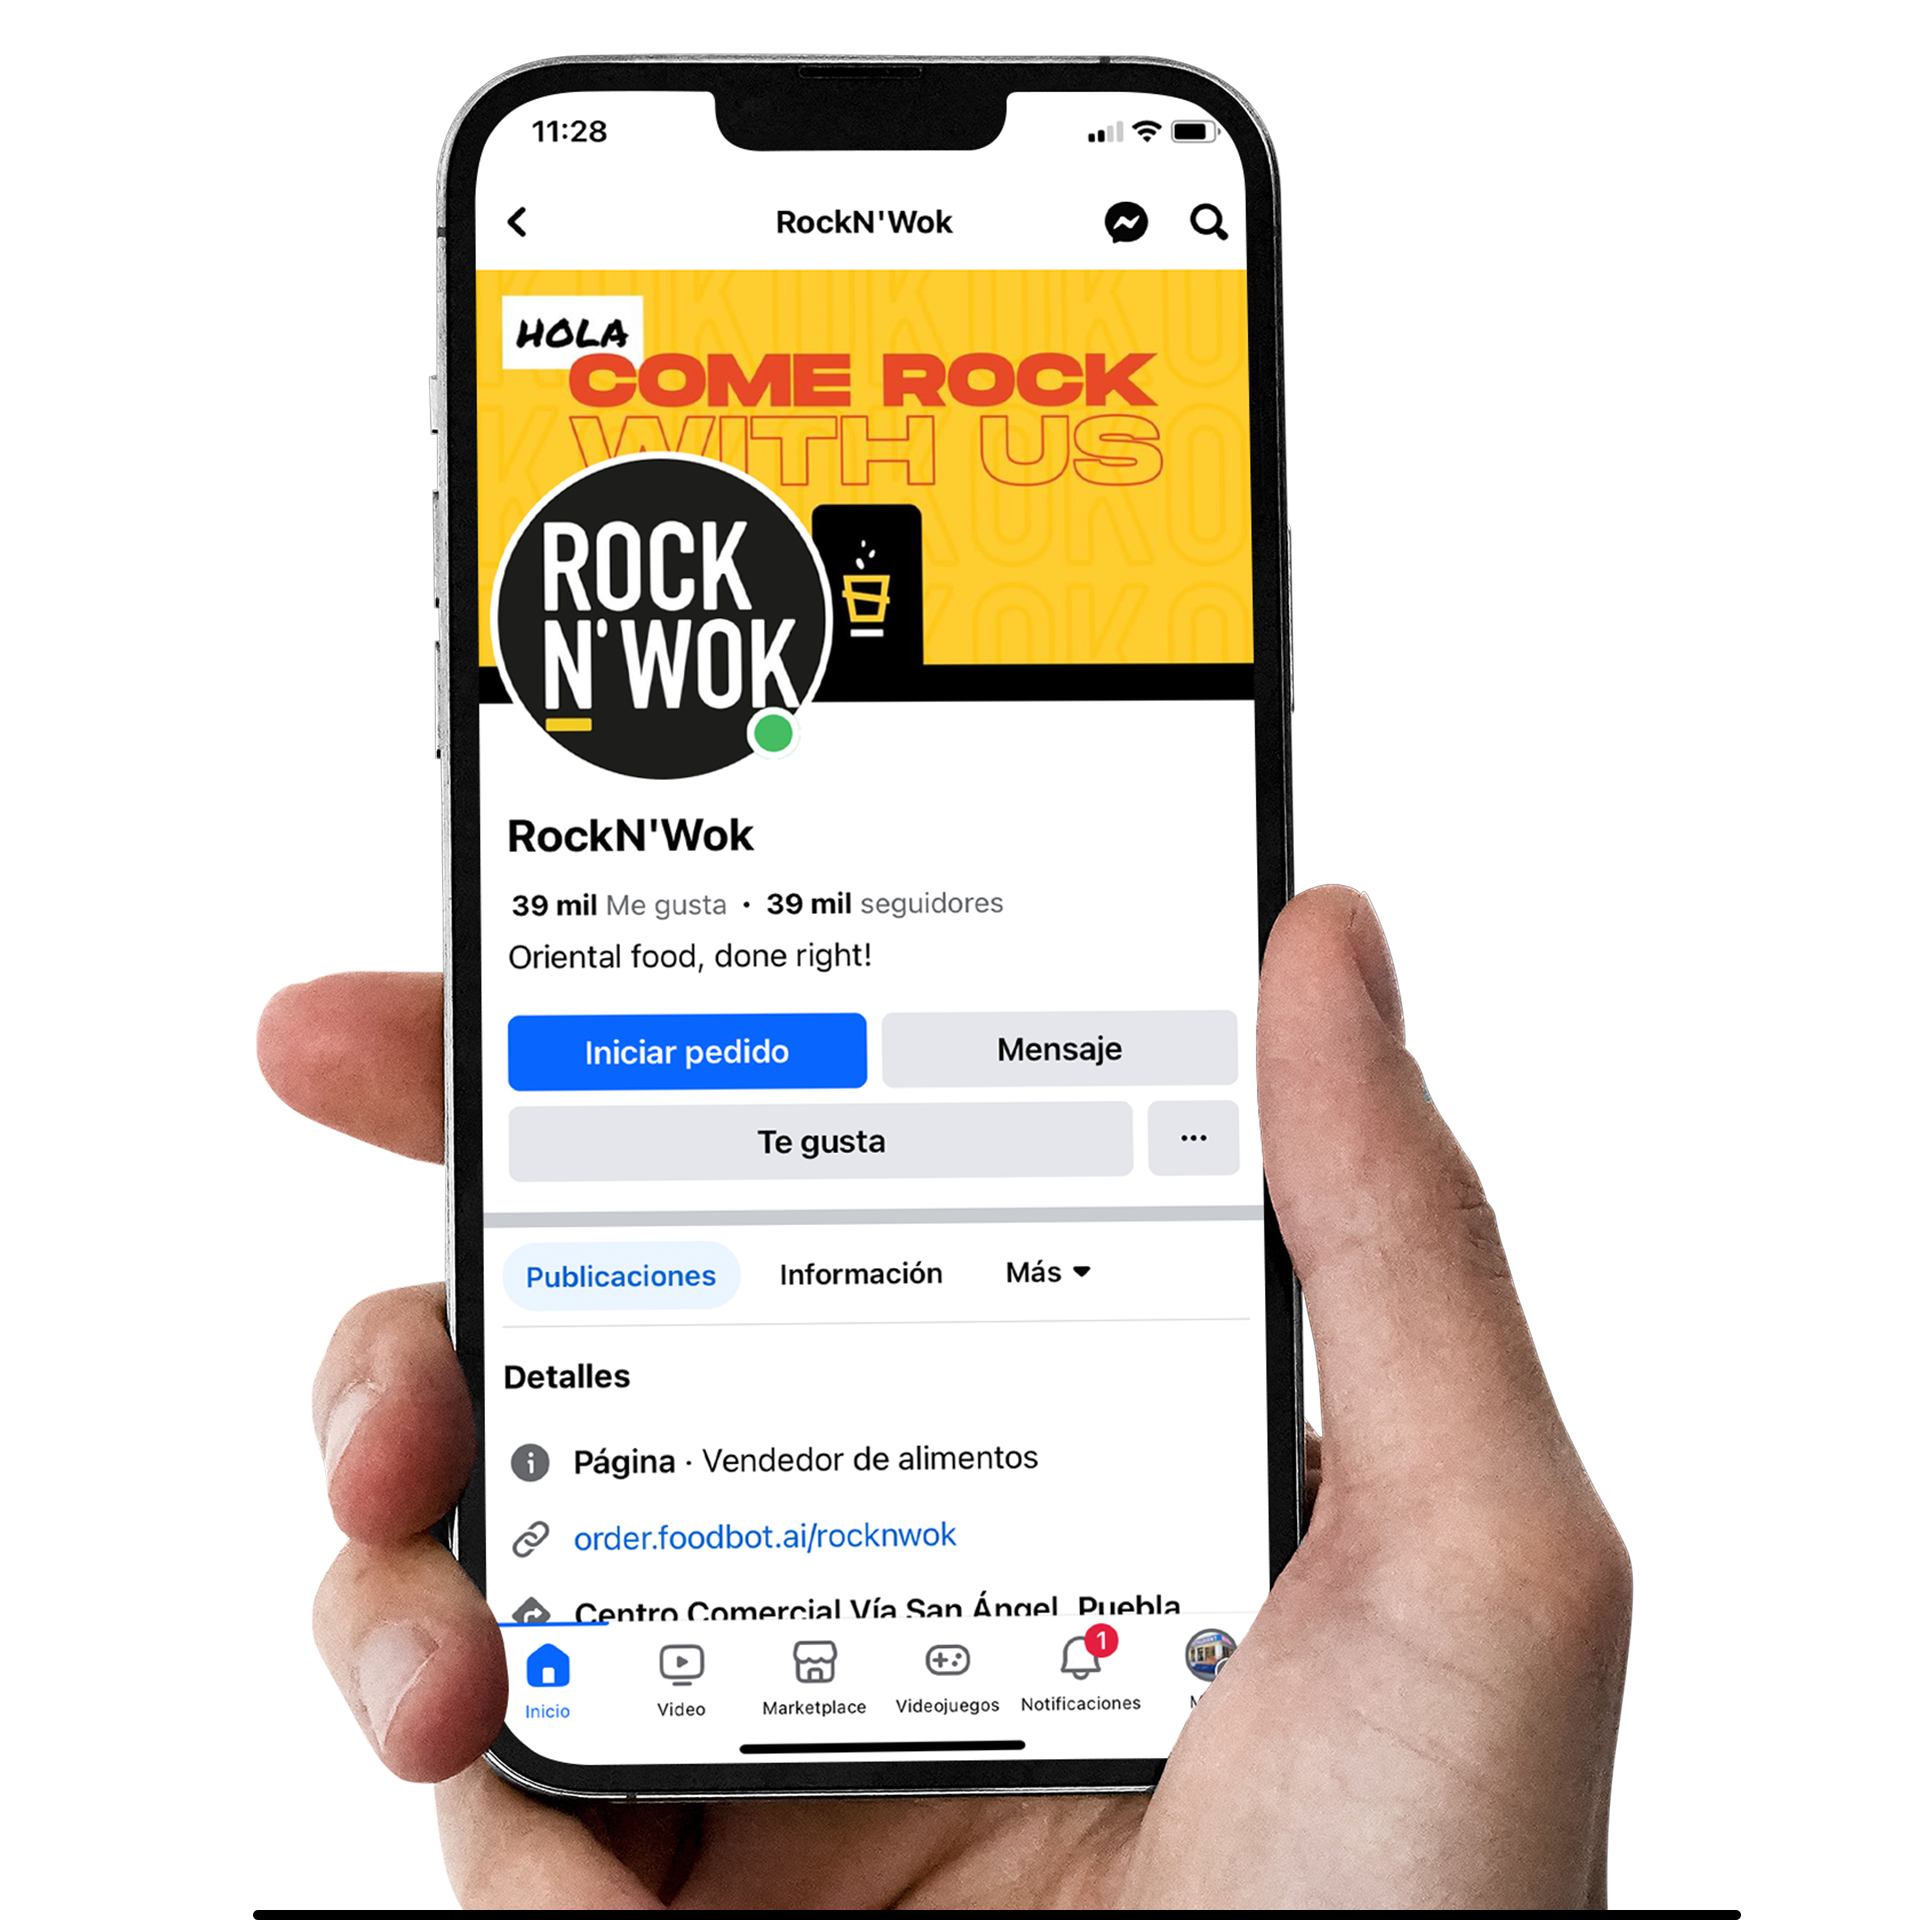 11:28
RockN'Wok
HOLA
COME ROCK
WITH US
ROCK
N'WOK
RockN'Wok
39 mil Me gusta · 39 mil seguidores
Oriental food, done right!
Iniciar pedido
Mensaje
Te gusta
...
Publicaciones
Información
Más
Detalles
Página · Vendedor de alimentos
order.foodbot.ai/rocknwok
Centro Comercial Vía San Ángel, Puebla
1
Inicio
Video
Marketplace
Videojuegos
Notificaciones